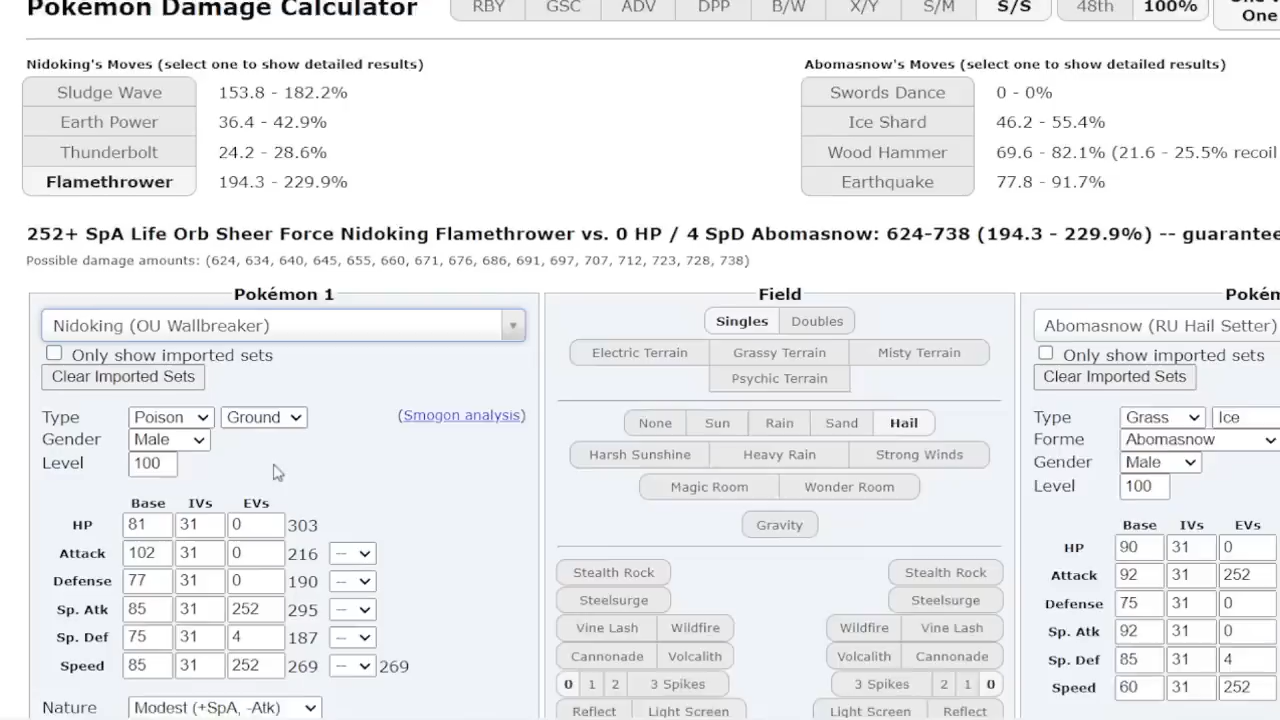 Pokémon Damage Calculator RBY GSC ADV DPP B/W X/Y S/M S/S 48th 100% One
Nidoking's Moves (select one to show detailed results) Abomasnow's Moves (select one to show detailed results)
Sludge Wave 153.8 - 182.2% Swords Dance 0 - 0%
Earth Power 36.4 - 42.9% Ice Shard 46.2 - 55.4%
Thunderbolt 24.2 - 28.6% Wood Hammer 69.6 - 82.1% (21.6 - 25.5% recoil
Flamethrower 194.3 - 229.9% Earthquake 77.8 - 91.7%
252+ SpA Life Orb Sheer Force Nidoking Flamethrower vs. 0 HP / 4 SpD Abomasnow: 624-738 (194.3 - 229.9%) -- guarantee
Possible damage amounts: (624, 634, 640, 645, 655, 660, 671, 676, 686, 691, 697, 707, 712, 723, 728, 738)
Pokémon 1
Nidoking (OU Wallbreaker)
Only show imported sets
Clear Imported Sets
Type Poison Ground (Smogon analysis)
Gender Male
Level 100
Base IVs EVs
HP 81 31 0 303
Attack 102 31 0 216 --
Defense 77 31 0 190 --
Sp. Atk 85 31 252 295 --
Sp. Def 75 31 4 187 --
Speed 85 31 252 269 -- 269
Nature Modest (+SpA, -Atk)
Field
Singles Doubles
Electric Terrain Grassy Terrain Misty Terrain
Psychic Terrain
None Sun Rain Sand Hail
Harsh Sunshine Heavy Rain Strong Winds
Magic Room Wonder Room
Gravity
Stealth Rock Stealth Rock
Steelsurge Steelsurge
Vine Lash Wildfire Wildfire Vine Lash
Cannonade Volcalith Volcalith Cannonade
0 1 2 3 Spikes 3 Spikes 2 1 0
Reflect Light Screen Light Screen Reflect
Pokém
Abomasnow (RU Hail Setter)
Only show imported sets
Clear Imported Sets
Type Grass Ice
Forme Abomasnow
Gender Male
Level 100
Base IVs EVs
HP 90 31 0
Attack 92 31 252
Defense 75 31 0
Sp. Atk 92 31 0
Sp. Def 85 31 4
Speed 60 31 252